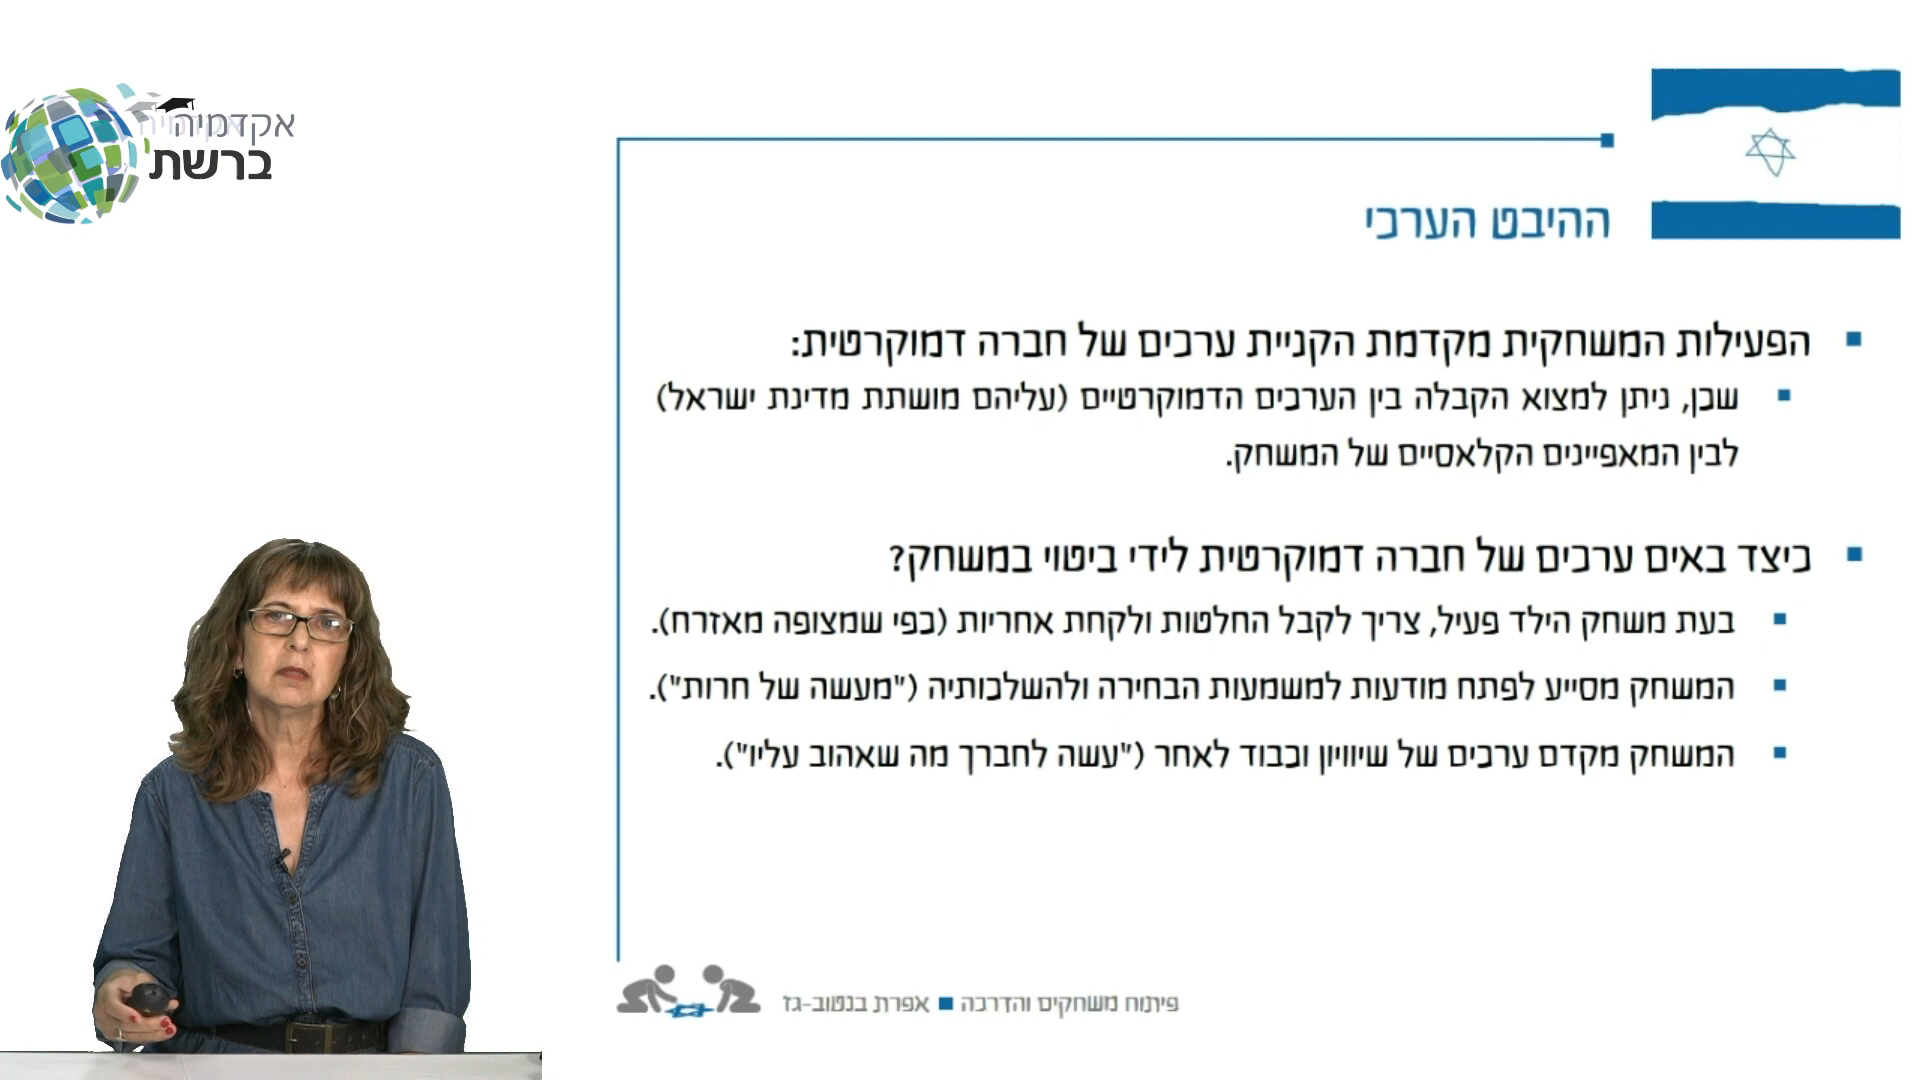 אקדמיה
ברשת
ההיבט הערכי
הפעילות המשחקית מקדמת הקניית ערכים של חברה דמוקרטית:
שכן, ניתן למצוא הקבלה בין הערכים הדמוקרטיים (עליהם מושתת מדינת ישראל)
לבין המאפיינים הקלאסיים של המשחק.
כיצד באים ערכים של חברה דמוקרטית לידי ביטוי במשחק?
בעת משחק הילד פעיל, צריך לקבל החלטות ולקחת אחריות (כפי שמצופה מאזרח).
המשחק מסייע לפתח מודעות למשמעות הבחירה ולהשלכותיה ("מעשה של חרות").
המשחק מקדם ערכים של שיוויון וכבוד לאחר ("עשה לחברך מה שאהוב עליו").
פיתוח משחקים והדרכה ■ אפרת בנטוב-גז